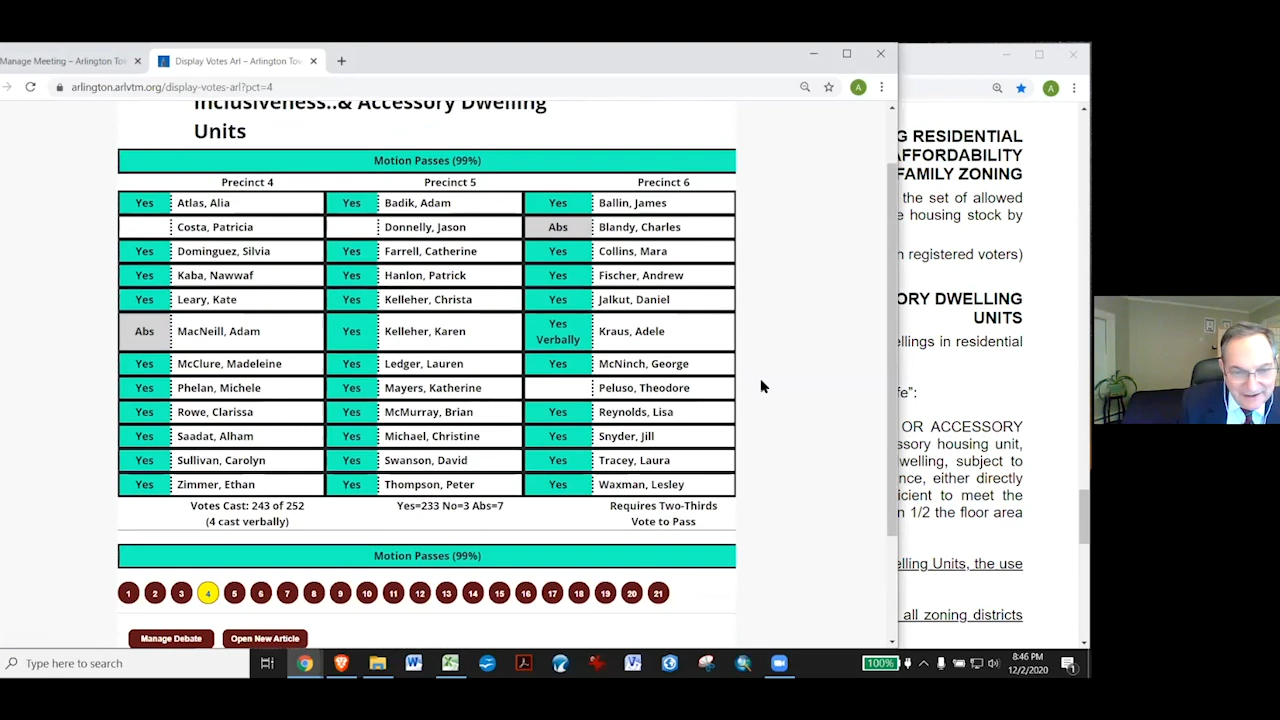 Manage Meeting – Arlington Tow
Display Votes Arl – Arlington Tow
arlington.arlvtm.org/display-votes-arl?pct=4
A
A
Inclusiveness..& Accessory Dwelling
Units
Motion Passes (99%)
Precinct 4 Precinct 5 Precinct 6
Yes Atlas, Alia Yes Badik, Adam Yes Ballin, James
Costa, Patricia Donnelly, Jason Abs Blandy, Charles
Yes Dominguez, Silvia Yes Farrell, Catherine Yes Collins, Mara
Yes Kaba, Nawwaf Yes Hanlon, Patrick Yes Fischer, Andrew
Yes Leary, Kate Yes Kelleher, Christa Yes Jalkut, Daniel
Abs MacNeill, Adam Yes Kelleher, Karen Yes Verbally Kraus, Adele
Yes McClure, Madeleine Yes Ledger, Lauren Yes McNinch, George
Yes Phelan, Michele Yes Mayers, Katherine Peluso, Theodore
Yes Rowe, Clarissa Yes McMurray, Brian Yes Reynolds, Lisa
Yes Saadat, Alham Yes Michael, Christine Yes Snyder, Jill
Yes Sullivan, Carolyn Yes Swanson, David Yes Tracey, Laura
Yes Zimmer, Ethan Yes Thompson, Peter Yes Waxman, Lesley
Votes Cast: 243 of 252 Yes=233 No=3 Abs=7 Requires Two-Thirds
(4 cast verbally) Vote to Pass
Motion Passes (99%)
1 2 3 4 5 6 7 8 9 10 11 12 13 14 15 16 17 18 19 20 21
Manage Debate Open New Article
G RESIDENTIAL
AFFORDABILITY
FAMILY ZONING
the set of allowed
e housing stock by
n registered voters)
ORY DWELLING
UNITS
ellings in residential
fe":
OR ACCESSORY
ssory housing unit,
welling, subject to
nce, either directly
icient to meet the
n 1/2 the floor area
elling Units, the use
all zoning districts
Type here to search
100%
8:46 PM
12/2/2020
1